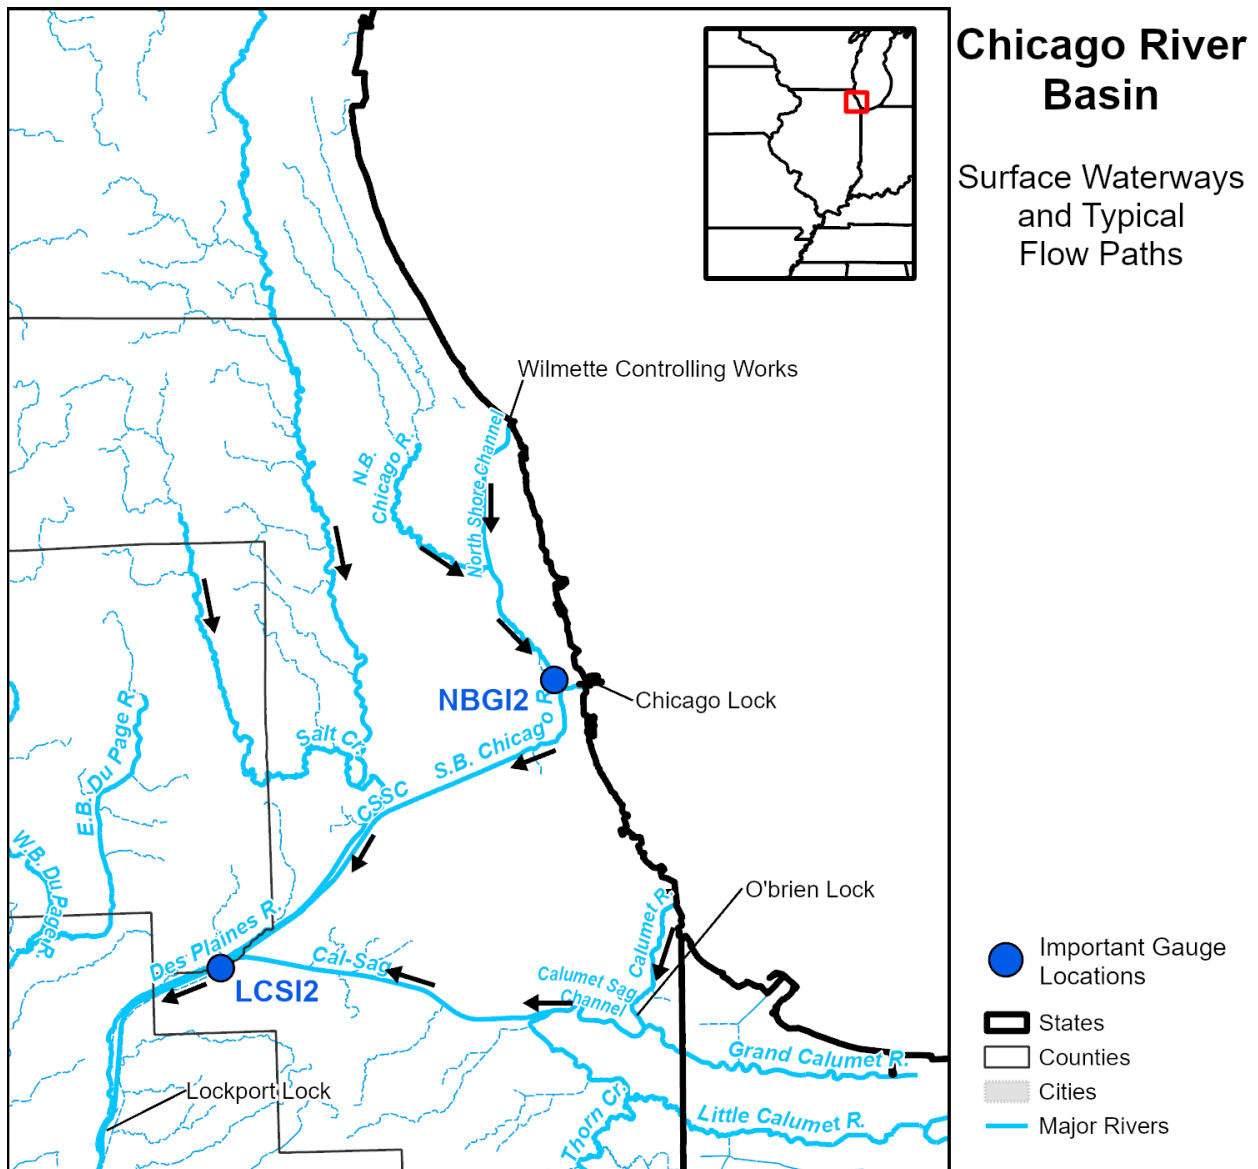 Chicago River
Basin
Surface Waterways
and Typical
Flow Paths
Wilmette Controlling Works
N.B.
Chicago R.
North Shore Channel
NBGI2
Chicago Lock
S.B. Chicago R.
Salt Cr.
CSSC
E.B. Du Page R.
W.B. Du Page R.
O'brien Lock
Calumet R.
Des Plaines R.
Cal-Sag
Calumet Sag
Channel
LCSI2
Grand Calumet R.
Lockport Lock
Thorn Cr.
Little Calumet R.
Important Gauge
Locations
States
Counties
Cities
Major Rivers